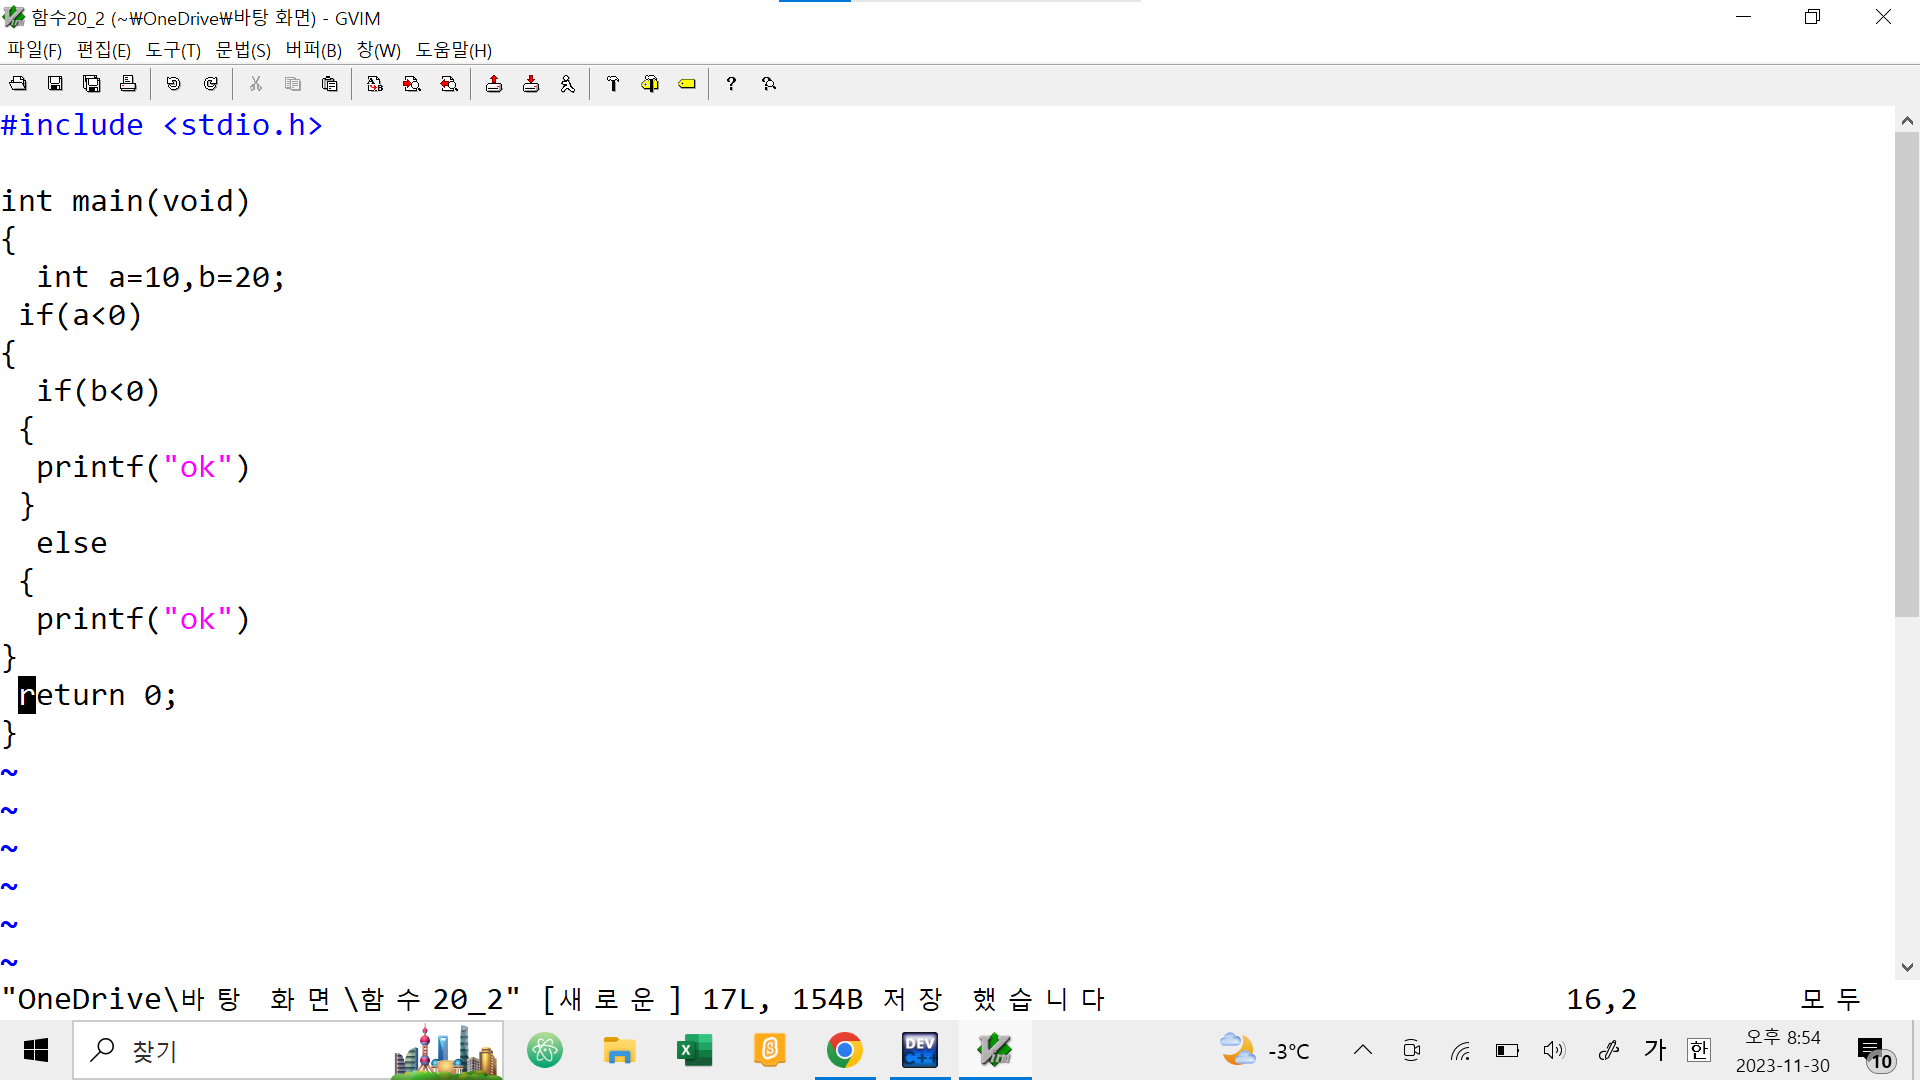 함수20_2 (~₩OneDrive₩바탕 화면) - GVIM
파일(F) 편집(E) 도구(T) 문법(S) 버퍼(B) 창(W) 도움말(H)
#include <stdio.h>
int main(void)
{
int a=10,b=20;
if(a<0)
{
if(b<0)
{
printf("ok")
}
else
{
printf("ok")
}
return 0;
}
~
~
~
~
~
~
"OneDrive\바탕 화면\함수20_2" [새로운] 17L, 154B 저장 했습니다 16,2 모두
찾기 DEV C++ -3°C 가 한 오후 8:54
2023-11-30 10